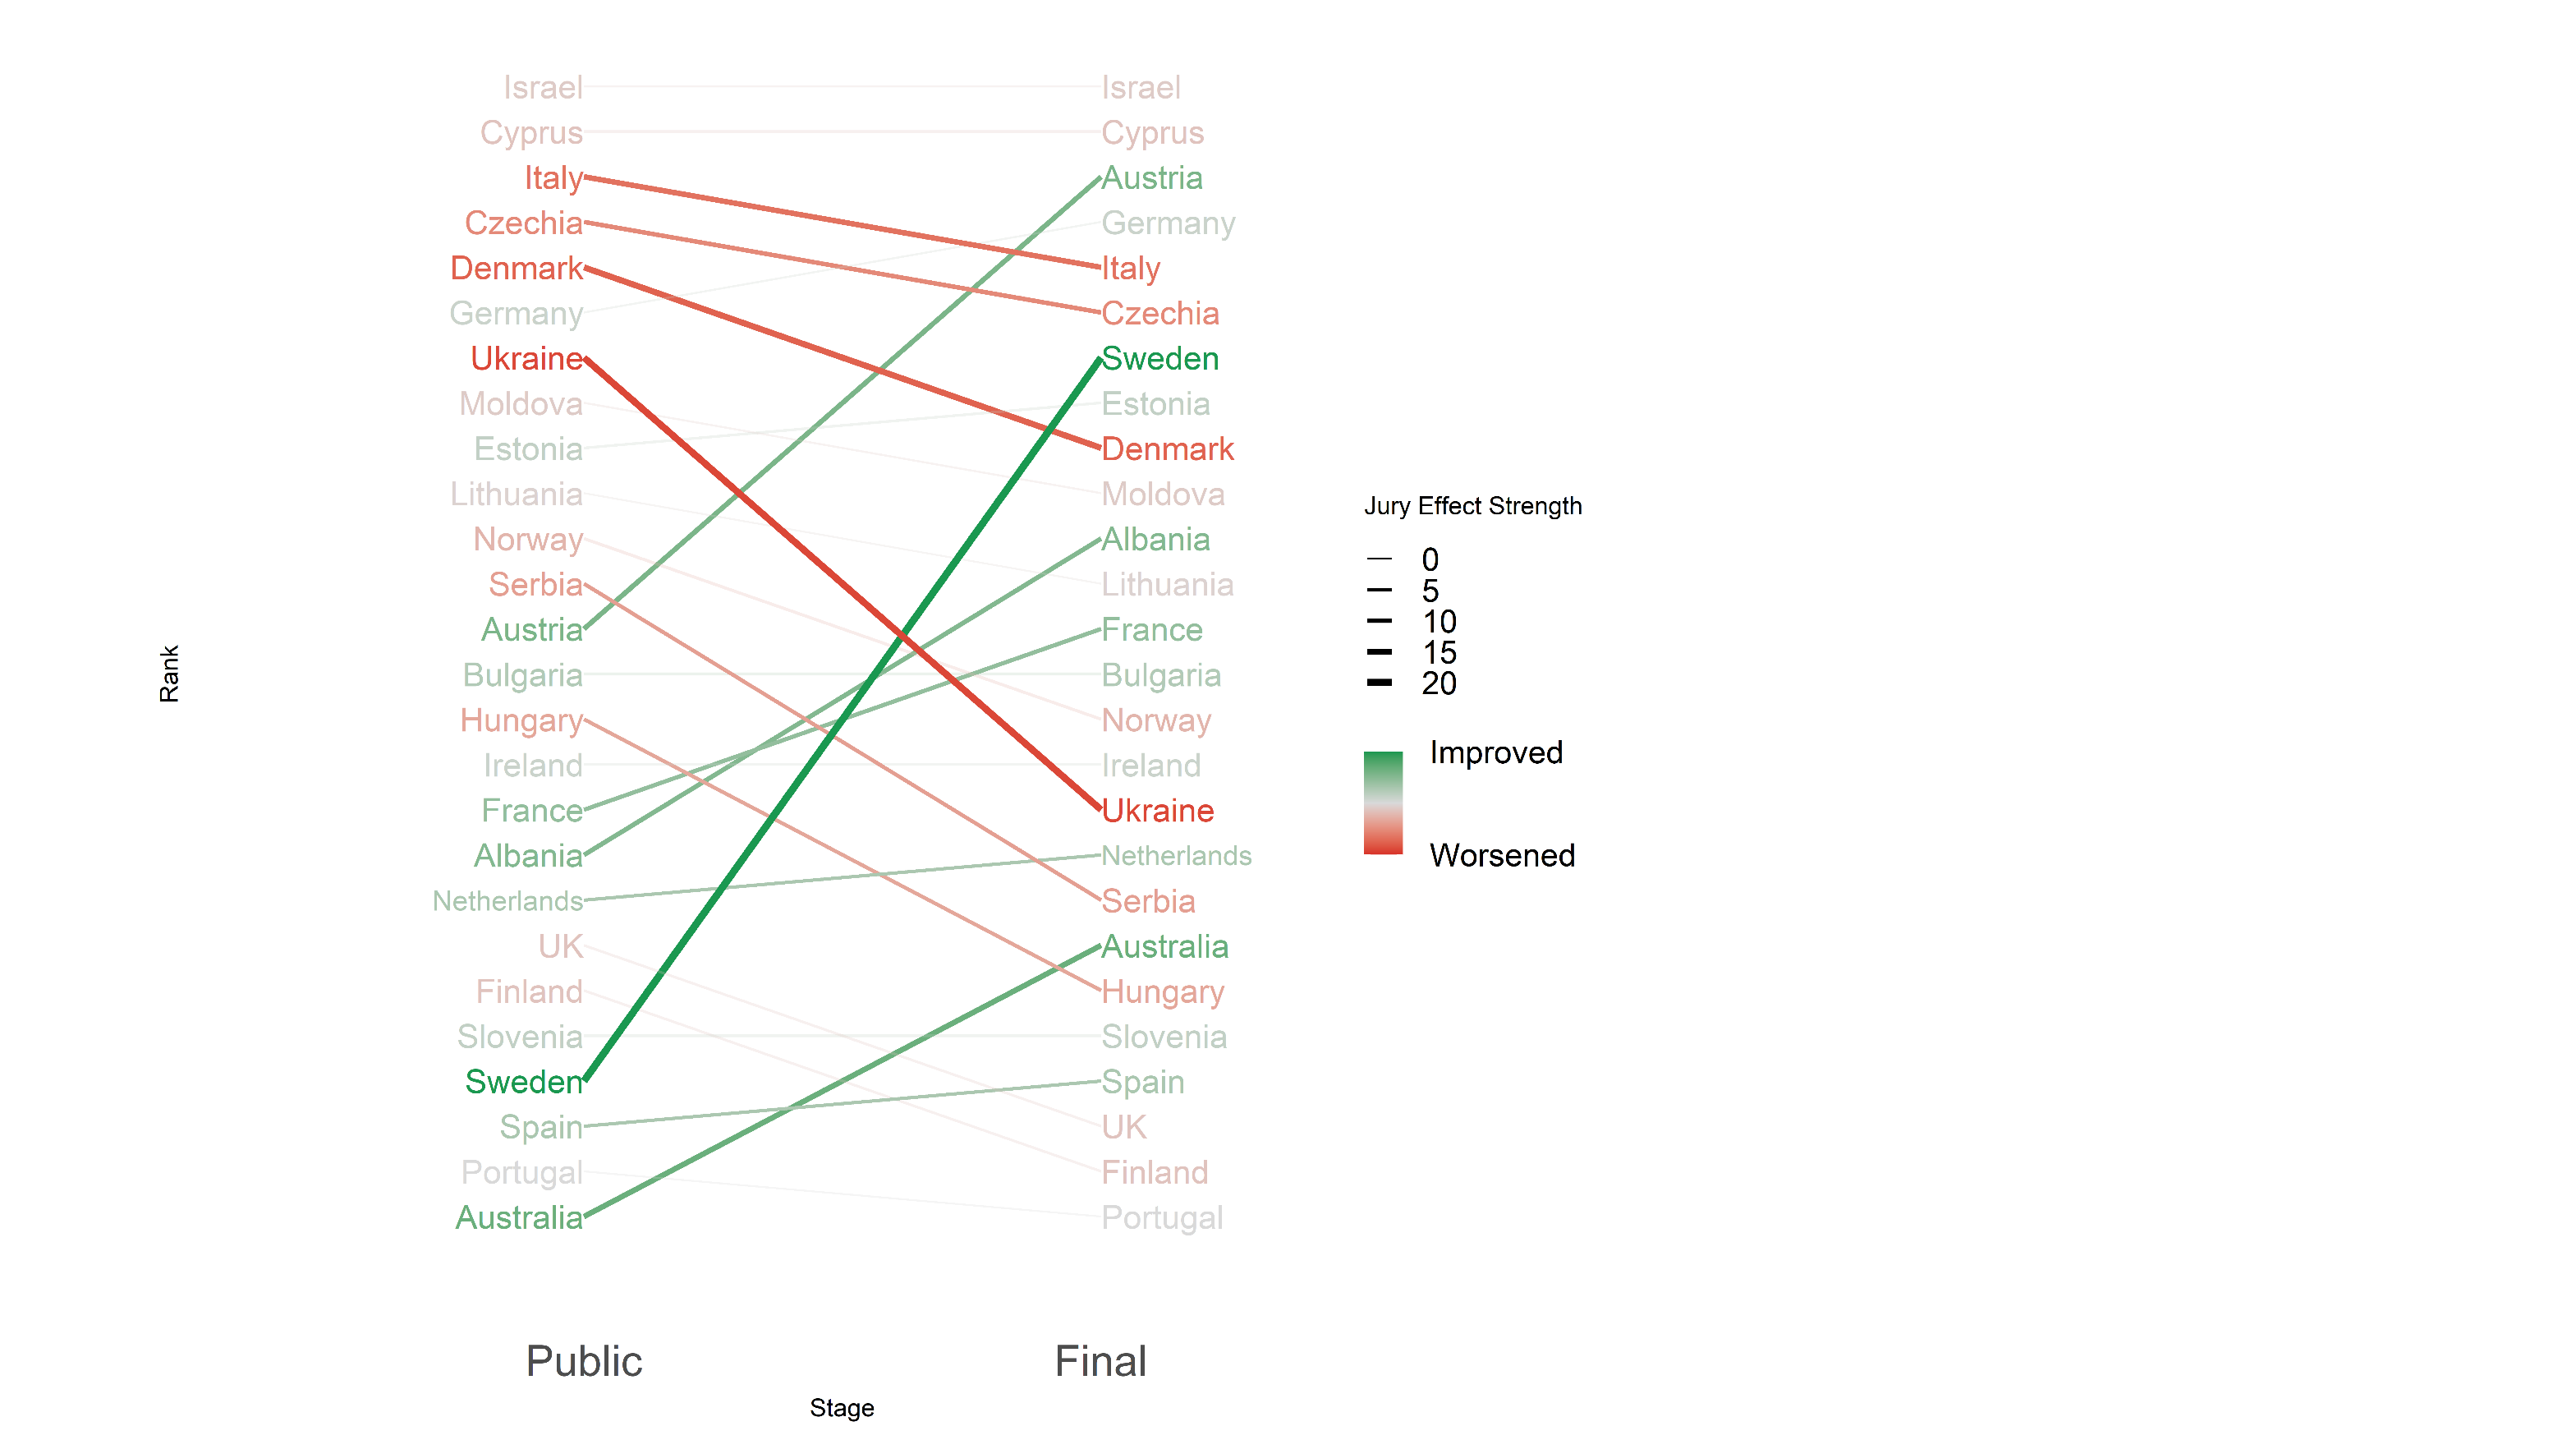 Israel Israel
Cyprus Cyprus
Italy Austria
Czechia Germany
Denmark Italy
Germany Czechia
Ukraine Sweden
Moldova Estonia
Estonia Denmark
Lithuania Moldova
Norway Albania
Serbia Lithuania
Austria France
Bulgaria Bulgaria
Hungary Norway
Ireland Ireland
France Ukraine
Albania Netherlands
Netherlands Serbia
UK Australia
Finland Hungary
Slovenia Slovenia
Sweden Spain
Spain UK
Portugal Finland
Australia Portugal
Rank
Public Final
Stage
Jury Effect Strength
0
5
10
15
20
Improved
Worsened